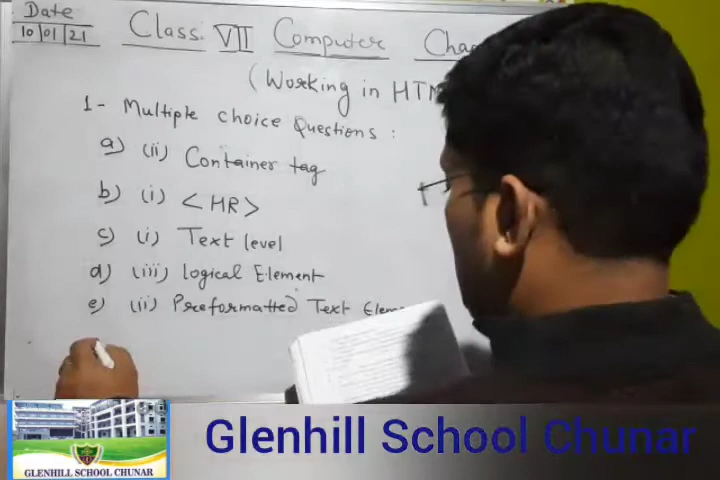 Date
10/01/21
Class. VII Computer
(Working in
1- Multiple choice Questions :
a) (ii) Container tag
b) (i) <HR>
c) (i) Text level
d) (iii) logical Element
e) (ii) Preformatted Text
Glenhill School Chunar
GLENHILL SCHOOL CHUNAR